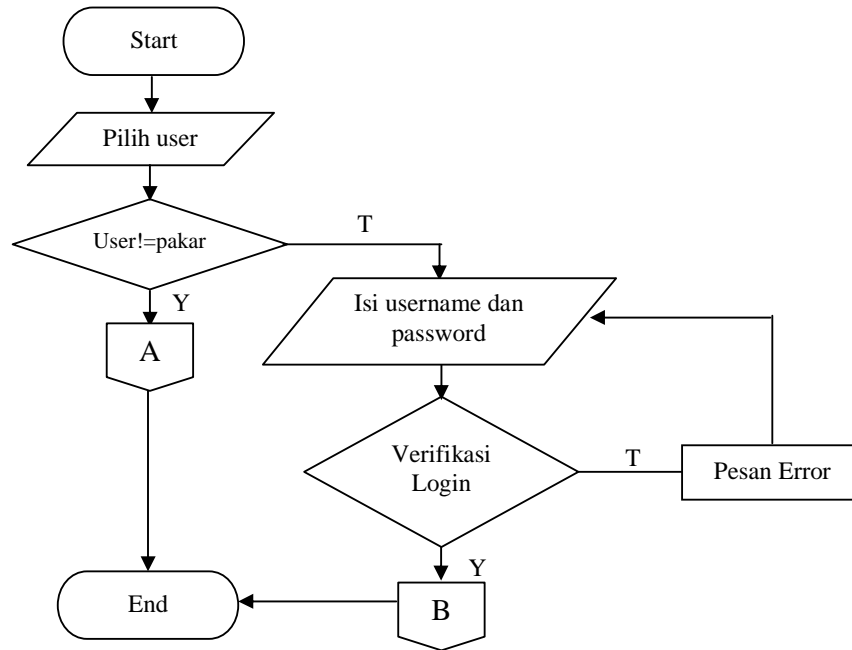 Start
Pilih user
User!=pakar
T
Y
A
Isi username dan
password
Verifikasi
Login
T
Pesan Error
Y
B
End